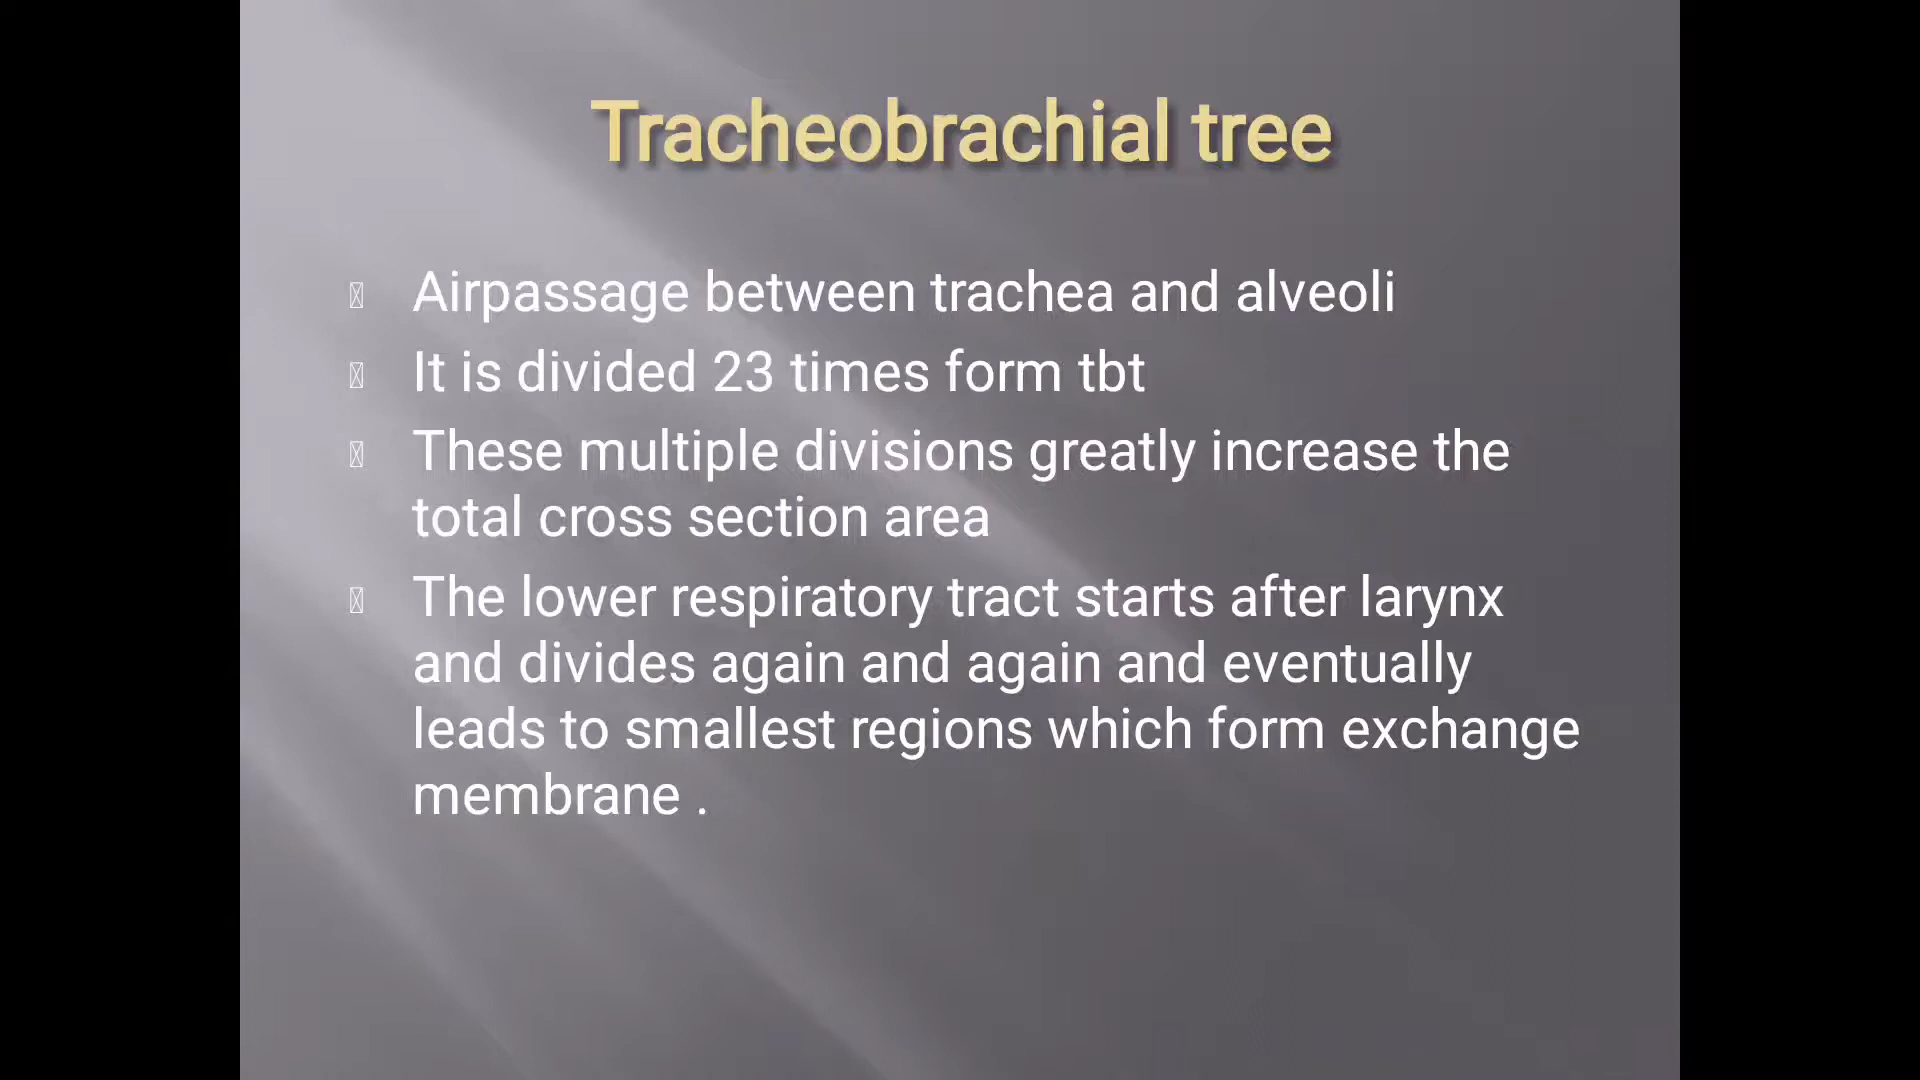 Tracheobrachial tree
Airpassage between trachea and alveoli
It is divided 23 times form tbt
These multiple divisions greatly increase the
total cross section area
The lower respiratory tract starts after larynx
and divides again and again and eventually
leads to smallest regions which form exchange
membrane .